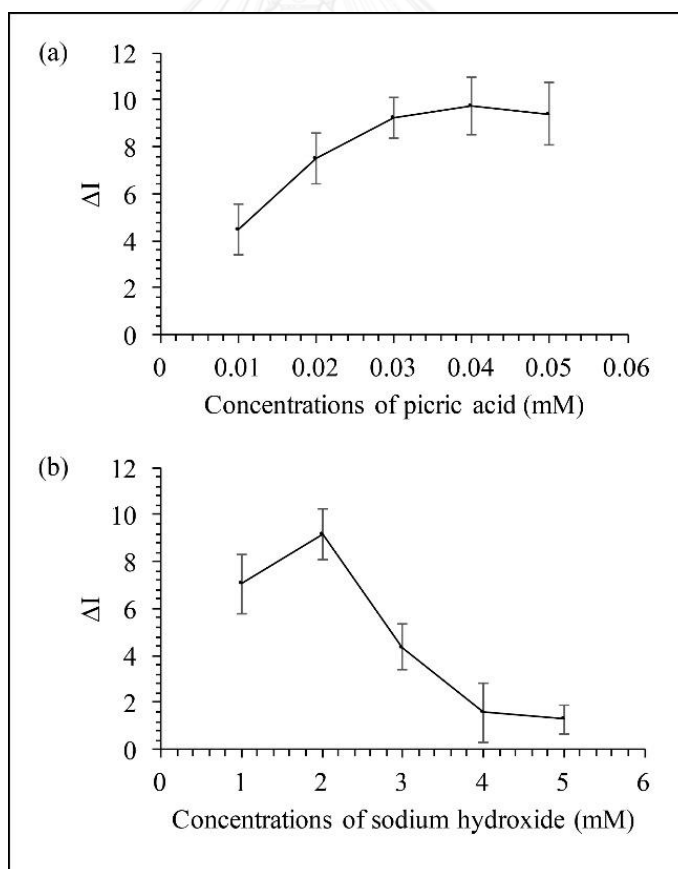 (a)
12
10
8
6
4
2
0
ΔI
0 0.01 0.02 0.03 0.04 0.05 0.06
Concentrations of picric acid (mM)
(b)
12
10
8
6
4
2
0
ΔI
0 1 2 3 4 5 6
Concentrations of sodium hydroxide (mM)